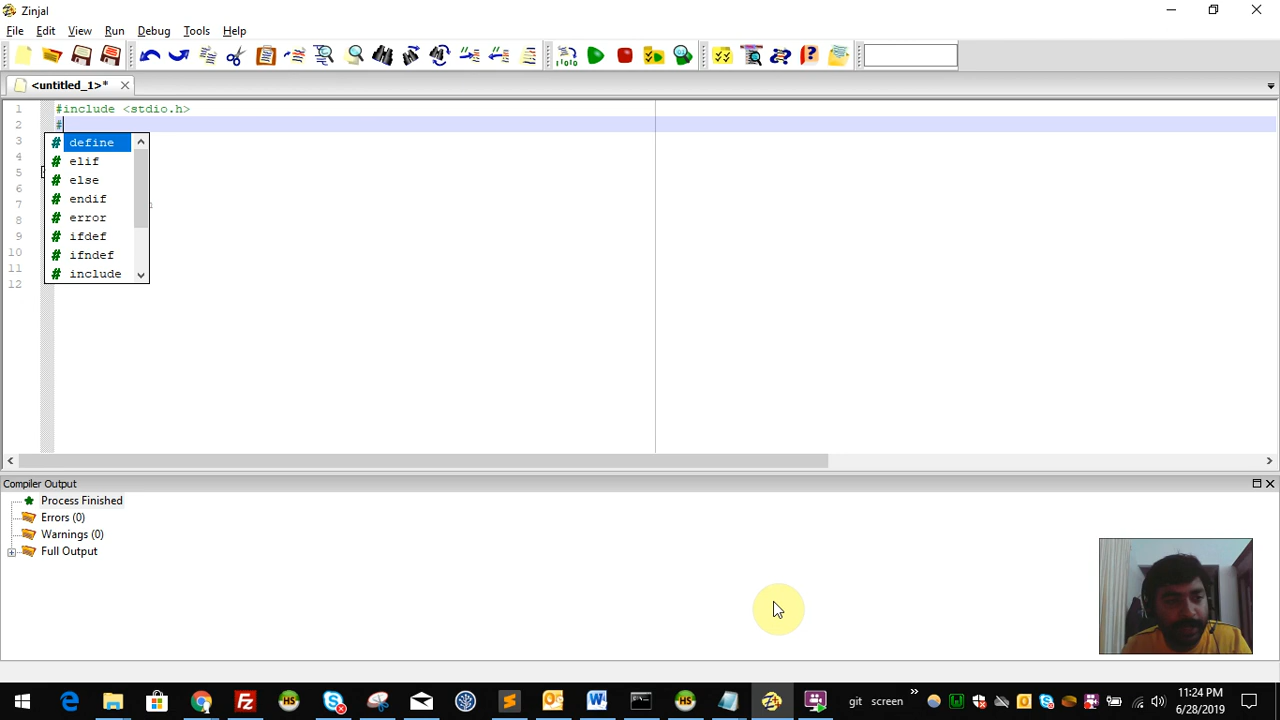 Zinjal
File Edit View Run Debug Tools Help
<untitled_1>*
1 #include <stdio.h>
2 #
3
4
5
6
7
8
9
10
11
12
# define
# elif
# else
# endif
# error
# ifdef
# ifndef
# include
Compiler Output
Process Finished
Errors (0)
Warnings (0)
Full Output
git screen
11:24 PM
6/28/2019